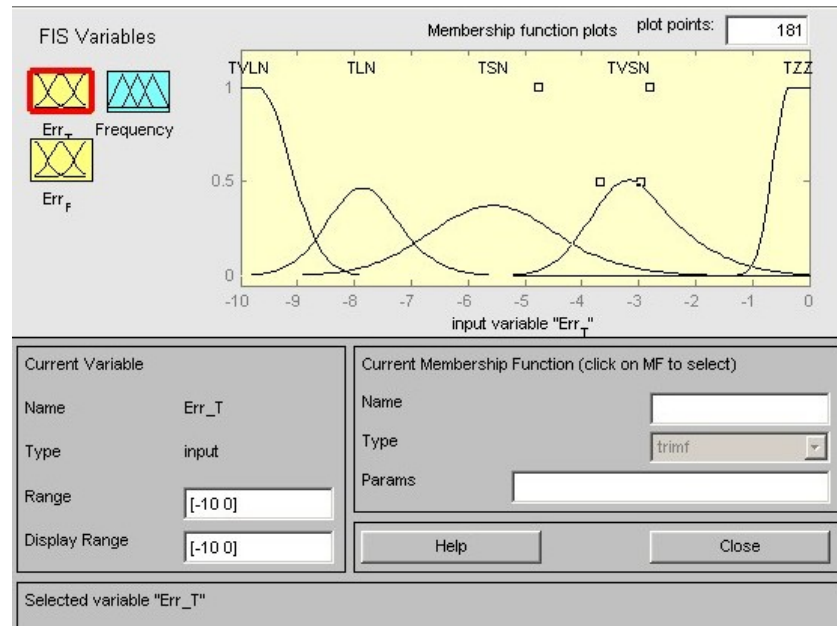 FIS Variables
Membership function plots
plot points:
181
Err_T
Frequency
Err_F
TVLN
TLN
TSN
TVSN
TZZ
1
0.5
0
-10
-9
-8
-7
-6
-5
-4
-3
-2
-1
0
input variable "Err_T"
Current Variable
Name
Err_T
Type
input
Range
[-10 0]
Display Range
[-10 0]
Current Membership Function (click on MF to select)
Name
Type
trimf
Params
Help
Close
Selected variable "Err_T"